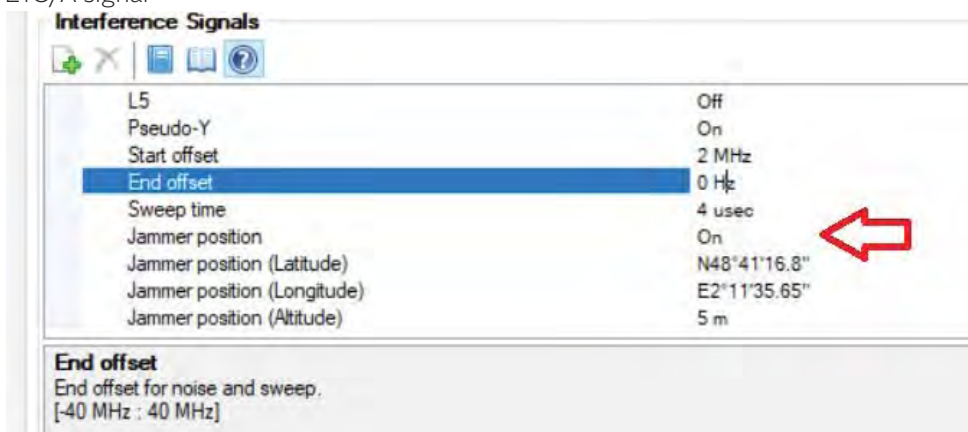 L1C/A signal
Interference Signals
L5 Off
Pseudo-Y On
Start offset 2 MHz
End offset 0 Hz
Sweep time 4 usec
Jammer position On
Jammer position (Latitude) N48°41'16.8"
Jammer position (Longitude) E2°11'35.65"
Jammer position (Altitude) 5 m
End offset
End offset for noise and sweep.
[-40 MHz : 40 MHz]